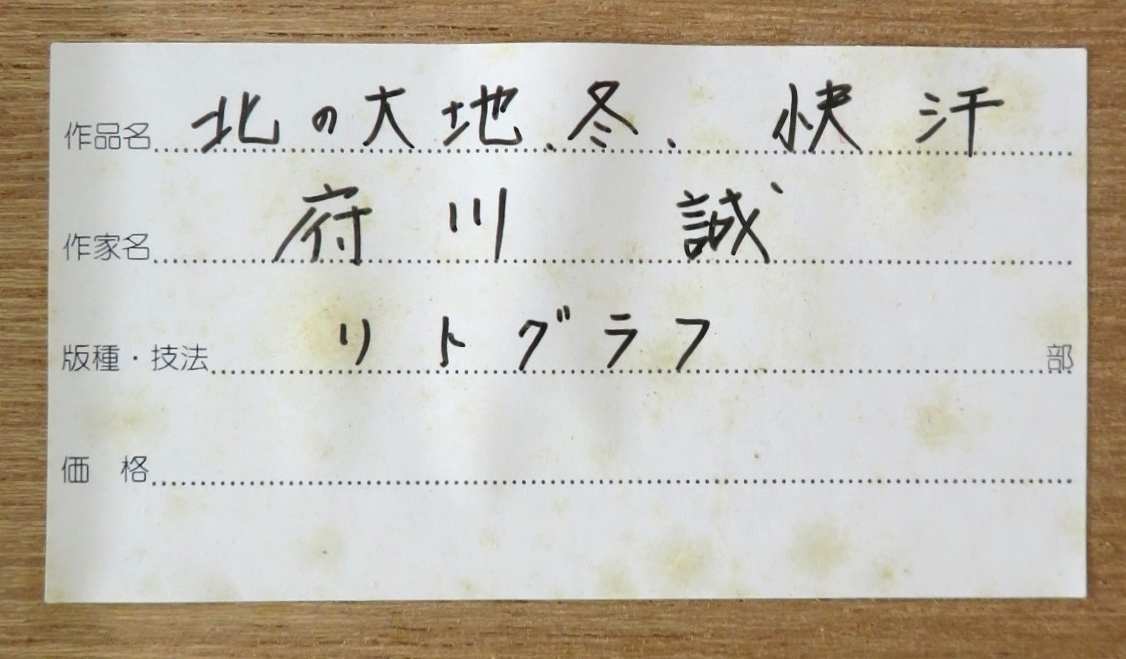 作品名 北の大地、冬、 快汗
作家名 府川 誠
版種・技法 リトグラフ 部
価 格